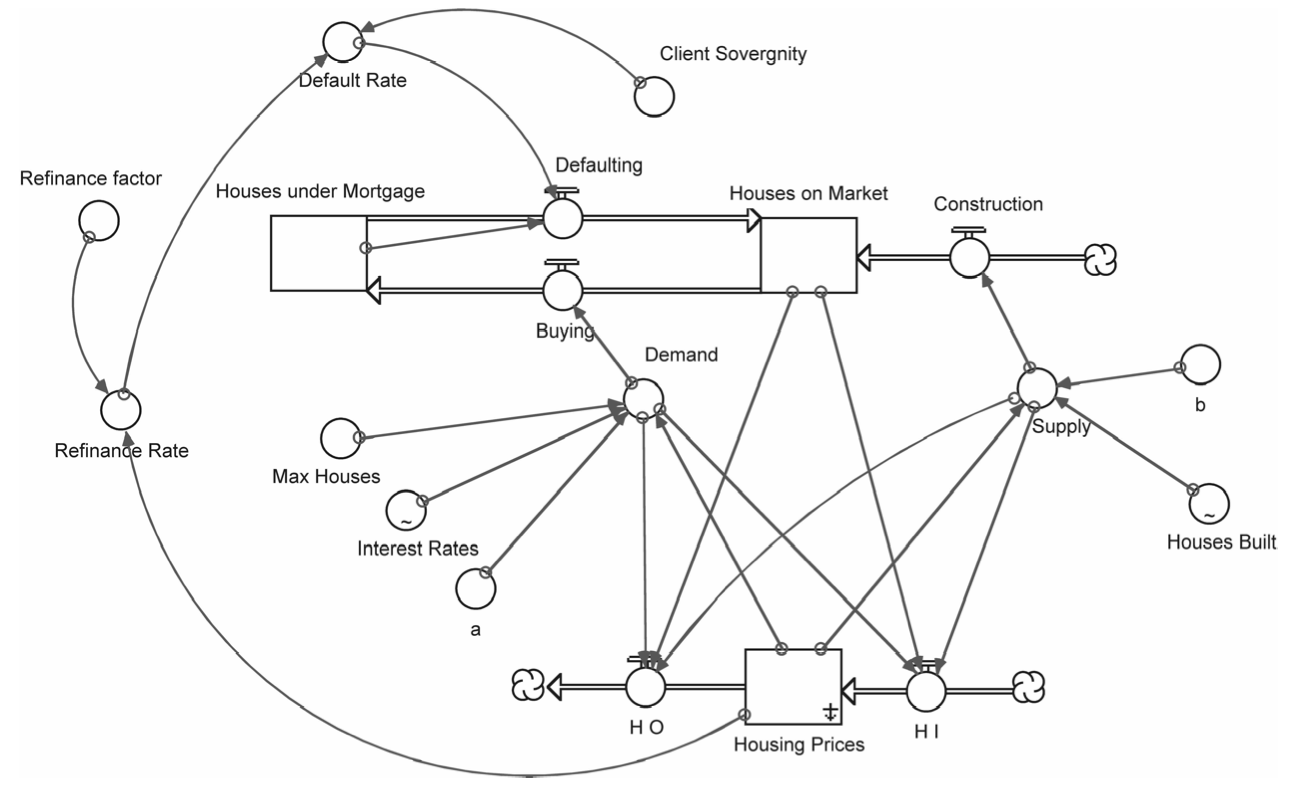 Client Sovergnity
Default Rate
Defaulting
Refinance factor
Houses under Mortgage
Houses on Market
Construction
Buying
Demand
b
Supply
Refinance Rate
Max Houses
~
Interest Rates
~
Houses Built
a
H O
H I
Housing Prices